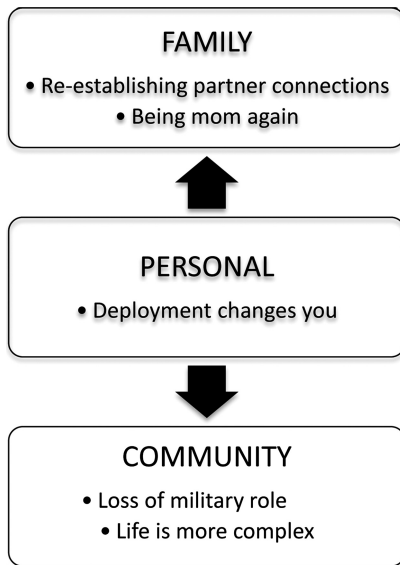 FAMILY
• Re-establishing partner connections
• Being mom again
PERSONAL
• Deployment changes you
COMMUNITY
• Loss of military role
• Life is more complex